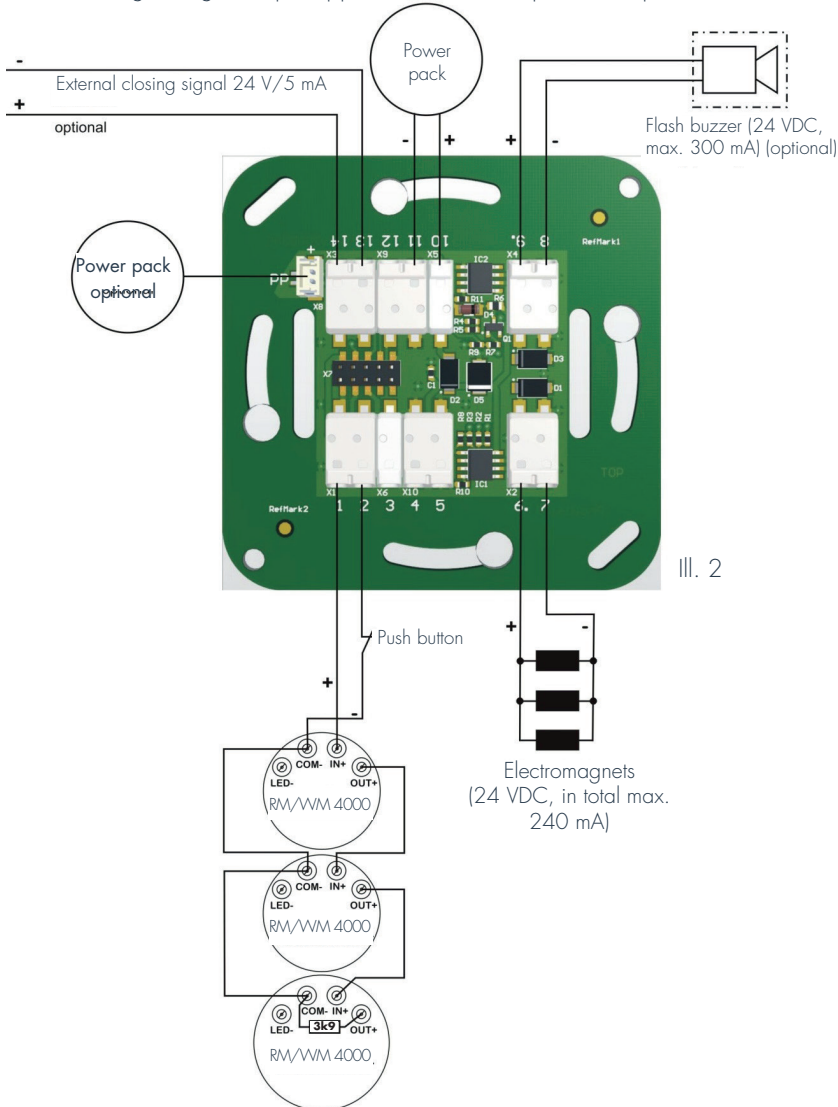 Power
pack
-
External closing signal 24 V/5 mA
+
optional
- +
+ -
Flash buzzer (24 VDC,
max. 300 mA) (optional)
Power pack
optional
PP
+
X8
14 13 12 11 10
9. 8
X3 X9 X5 X4
RefMark1
IC2
R11 R6
D4
R4
R5
Q1
R9 R7
D3
X7
C1
D2 D5
D1
R8 R3 R2 R1
TOP
X1 X6 X10 R10 IC1 X2
1 2 3 4 5 6. 7
RefMark2
Ill. 2
Push button
+ -
+ -
Electromagnets
(24 VDC, in total max.
240 mA)
COM- IN+
LED- OUT+
RM/WM 4000
COM- IN+
LED- OUT+
RM/WM 4000
COM- IN+
LED- 3k9 OUT+
RM/WM 4000